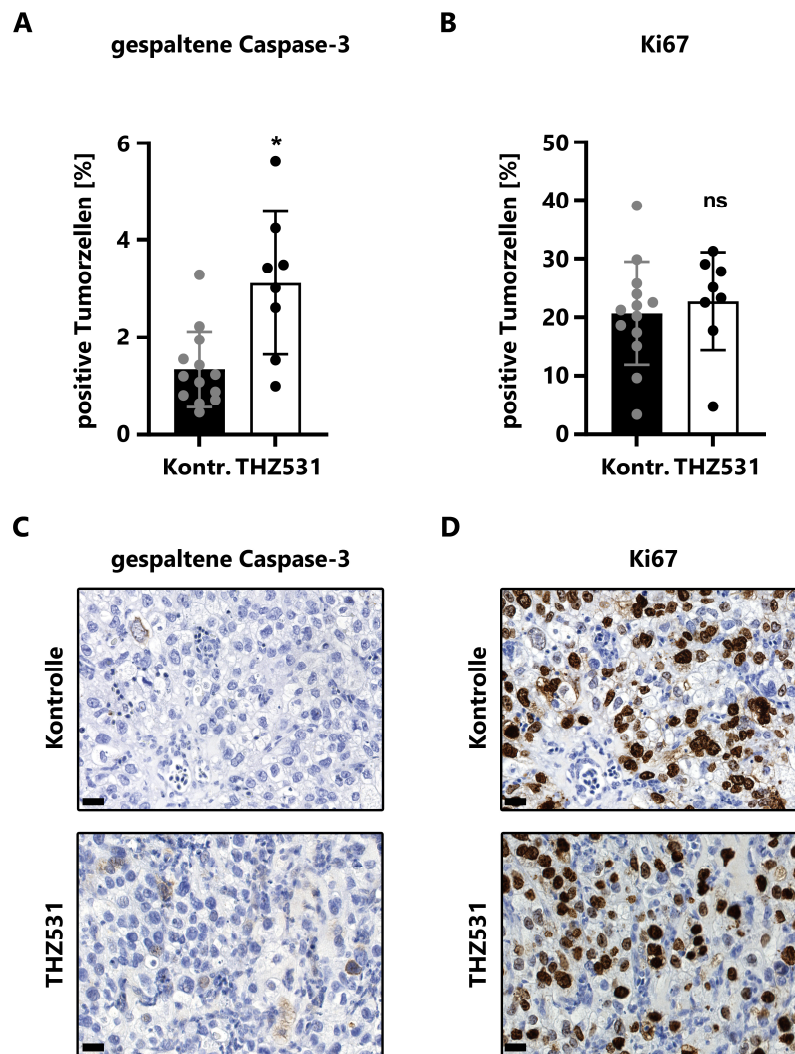 A
gespaltene Caspase-3
positive Tumorzellen [%]
6
4
2
0
*
Kontr. THZ531
B
Ki67
positive Tumorzellen [%]
50
40
30
20
10
0
ns
Kontr. THZ531
C
gespaltene Caspase-3
Kontrolle
THZ531
D
Ki67
Kontrolle
THZ531